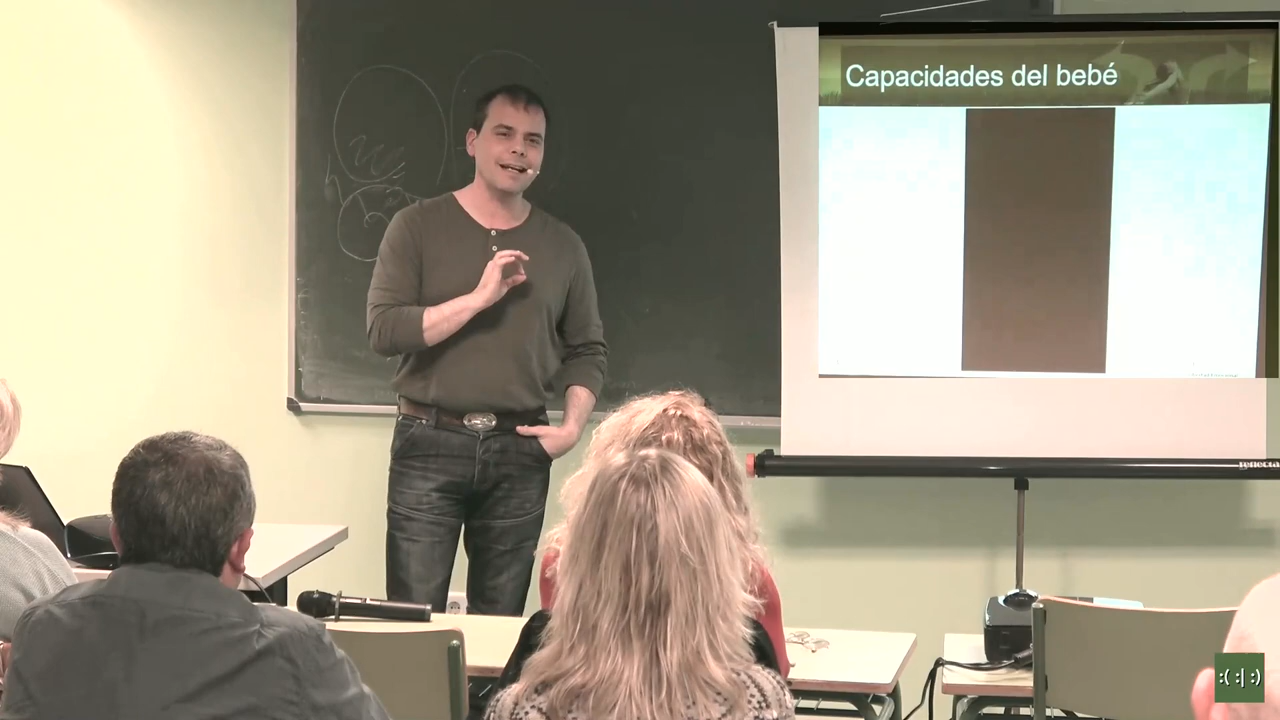 Capacidades del bebé
:( :| :)